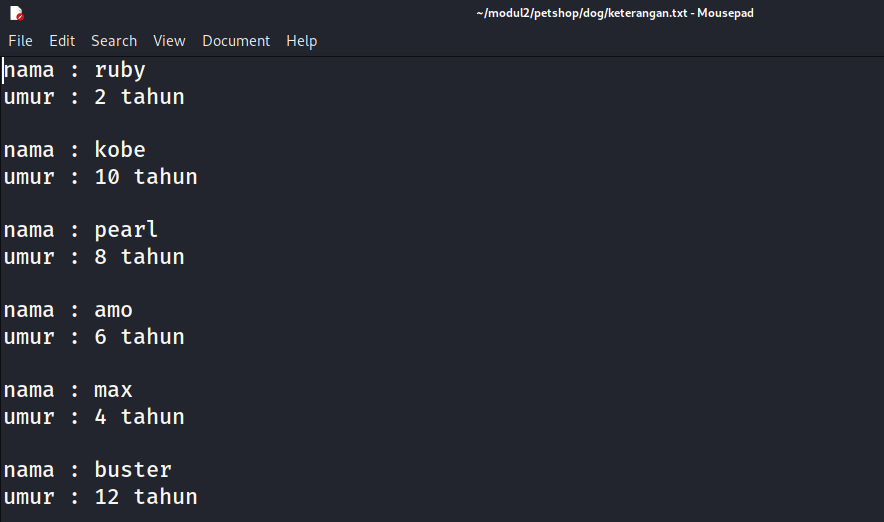 ~/modul2/petshop/dog/keterangan.txt - Mousepad
File Edit Search View Document Help
nama : ruby
umur : 2 tahun

nama : kobe
umur : 10 tahun

nama : pearl
umur : 8 tahun

nama : amo
umur : 6 tahun

nama : max
umur : 4 tahun

nama : buster
umur : 12 tahun